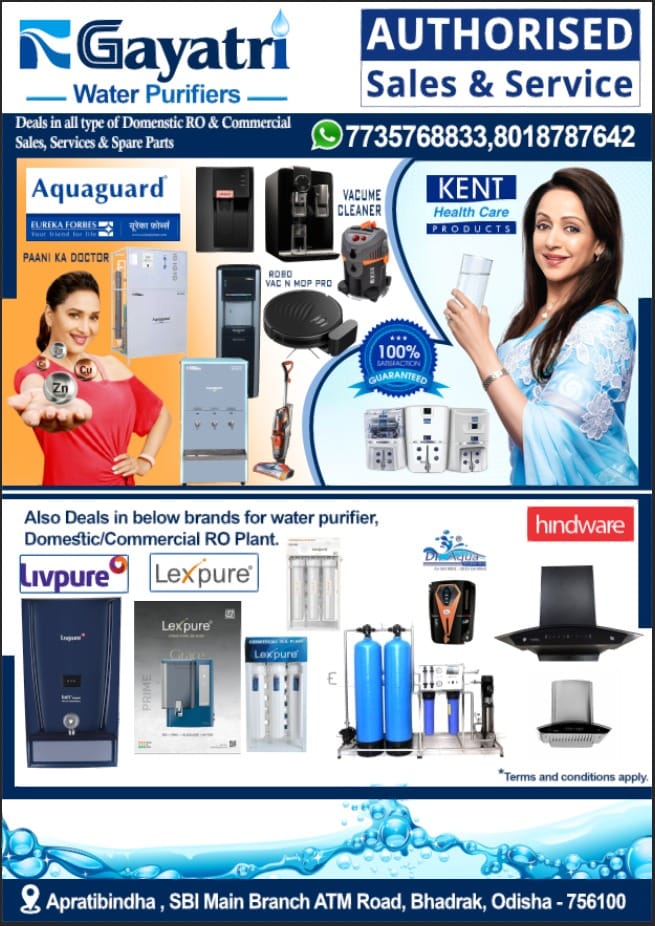 Gayatri
Water Purifiers
AUTHORISED
Sales & Service
Deals in all type of Domenstic RO & Commercial
Sales, Services & Spare Parts
7735768833,8018787642
Aquaguard®
EUREKA FORBES
Your friend for life
यूरेका फ़ोर्ब्स
PAANI KA DOCTOR
VACUME
CLEANER
ROBO
VAC N MOP PRO
KENT
Health Care
PRODUCTS
Zn
Cu
100%
SATISFACTION
GUARANTEED
Also Deals in below brands for water purifier,
Domestic/Commercial RO Plant.
Livpure
Lexpure®
Dr. Aqua
hindware
Livpure
Lexpure®
Grace
PRIME
Lexpure®
*Terms and conditions apply.
Apratibindha , SBI Main Branch ATM Road, Bhadrak, Odisha - 756100